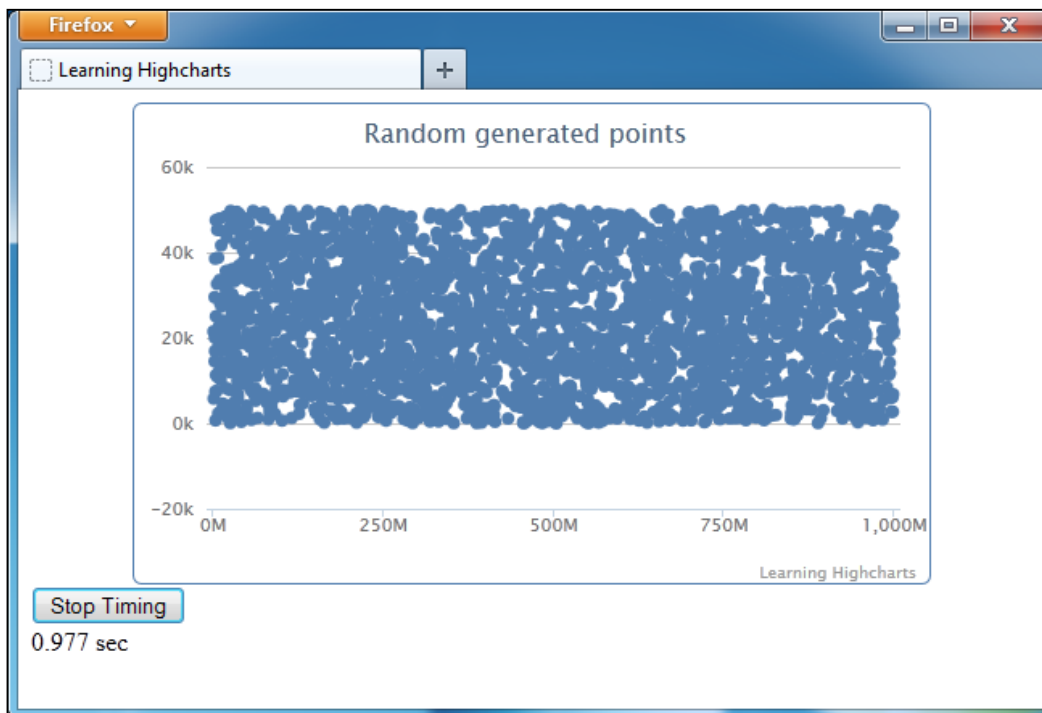 Firefox
Learning Highcharts
Random generated points
60k
40k
20k
0k
−20k
0M 250M 500M 750M 1,000M
Learning Highcharts
Stop Timing
0.977 sec